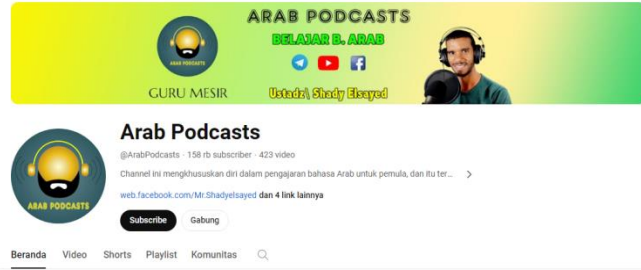 ARAB PODCASTS
BELAJAR B. ARAB
ARAB PODCASTS
GURU MESIR
Ustadz\ Shady Elsayed
Arab Podcasts
@ArabPodcasts · 158 rb subscriber · 423 video
Channel ini mengkhususkan diri dalam pengajaran bahasa Arab untuk pemula, dan itu ter...
web.facebook.com/Mr.Shadyelsayed dan 4 link lainnya
ARAB PODCASTS
Subscribe Gabung
Beranda Video Shorts Playlist Komunitas